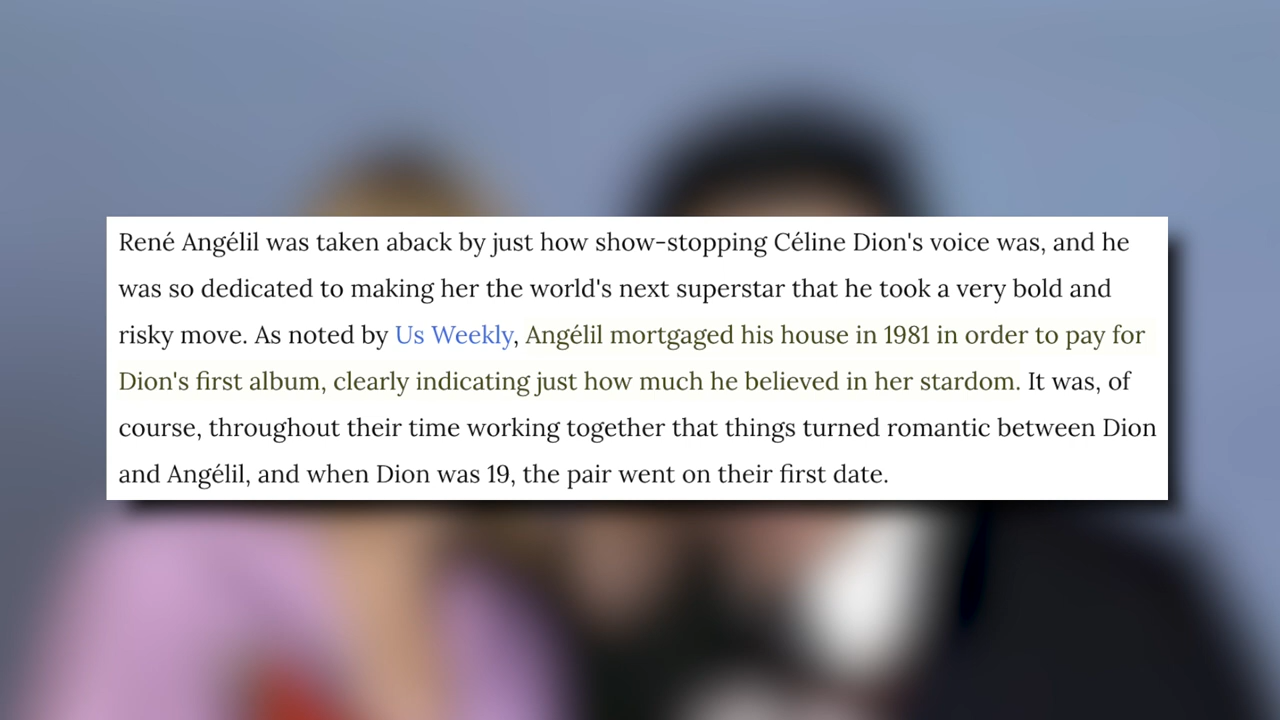 René Angélil was taken aback by just how show-stopping Céline Dion's voice was, and he
was so dedicated to making her the world's next superstar that he took a very bold and
risky move. As noted by Us Weekly, Angélil mortgaged his house in 1981 in order to pay for
Dion's first album, clearly indicating just how much he believed in her stardom. It was, of
course, throughout their time working together that things turned romantic between Dion
and Angélil, and when Dion was 19, the pair went on their first date.